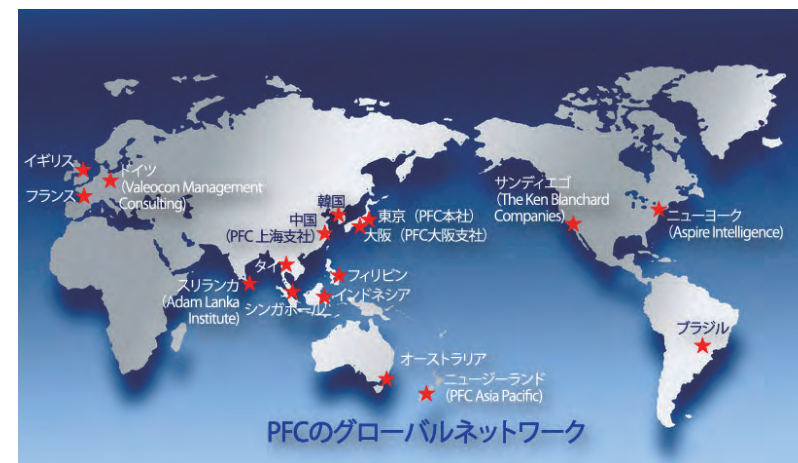 イギリス
ドイツ
(Valeocon Management
Consulting)
フランス
韓国
中国
(PFC 上海支社)
東京（PFC本社）
大阪（PFC大阪支社）
タイ
スリランカ
(Adam Lanka
Institute)
シンガポール
フィリピン
インドネシア
オーストラリア
ニュージーランド
(PFC Asia Pacific)
サンディエゴ
(The Ken Blanchard
Companies)
ニューヨーク
(Aspire Intelligence)
ブラジル
PFCのグローバルネットワーク